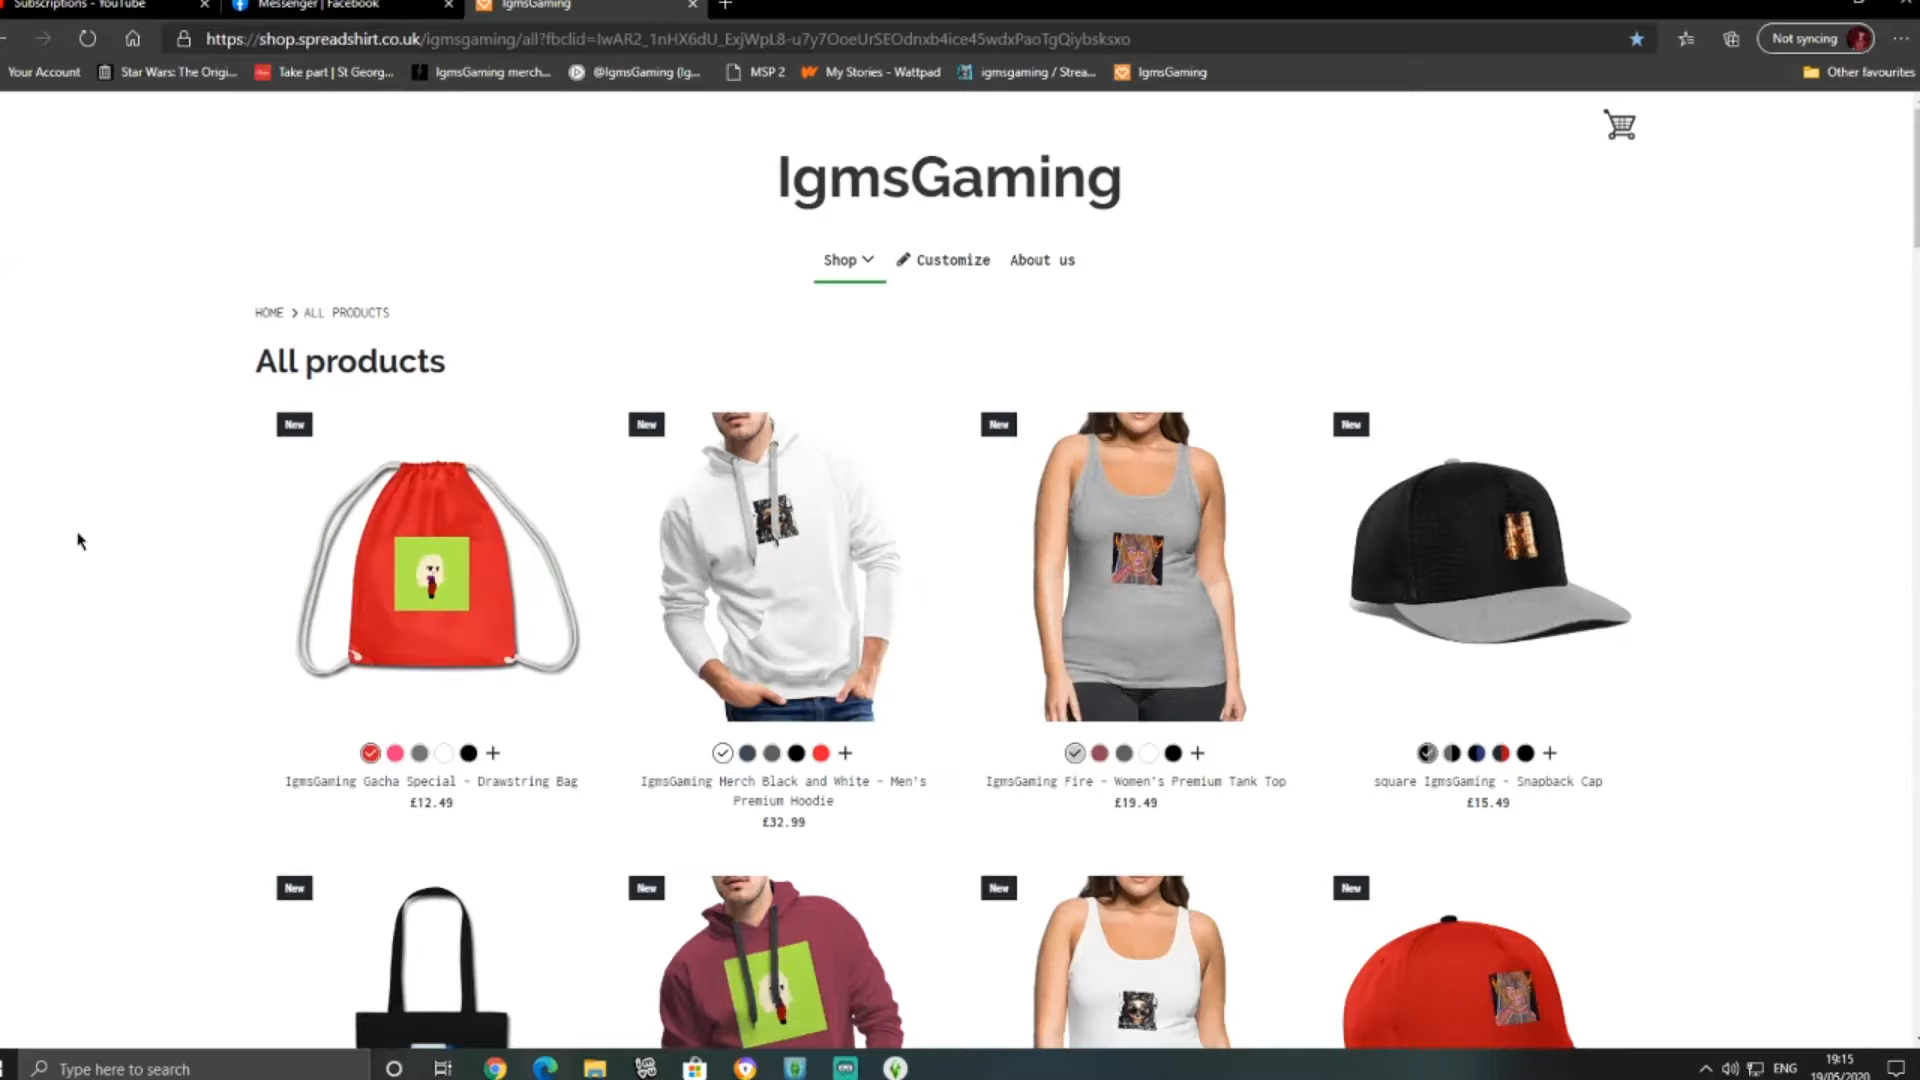 Subscriptions - YouTube
Messenger | Facebook
IgmsGaming
https://shop.spreadshirt.co.uk/igmsgaming/all?fbclid=IwAR2_1nHX6dU_ExjWpL8-u7y7OoeUrSEOdnxb4ice45wdxPaoTgQiybsksxo
Not syncing
Your Account
Star Wars: The Origi...
Take part | St Georg...
IgmsGaming merch...
@IgmsGaming (Ig...
MSP 2
My Stories - Wattpad
igmsgaming / Strea...
IgmsGaming
Other favourites
IgmsGaming
Shop
Customize
About us
HOME > ALL PRODUCTS
All products
New
New
New
New
IgmsGaming Gacha Special - Drawstring Bag
£12.49
IgmsGaming Merch Black and White - Men's
Premium Hoodie
£32.99
IgmsGaming Fire - Women's Premium Tank Top
£19.49
square IgmsGaming - Snapback Cap
£15.49
New
New
New
New
Type here to search
ENG
19:15
19/05/2020